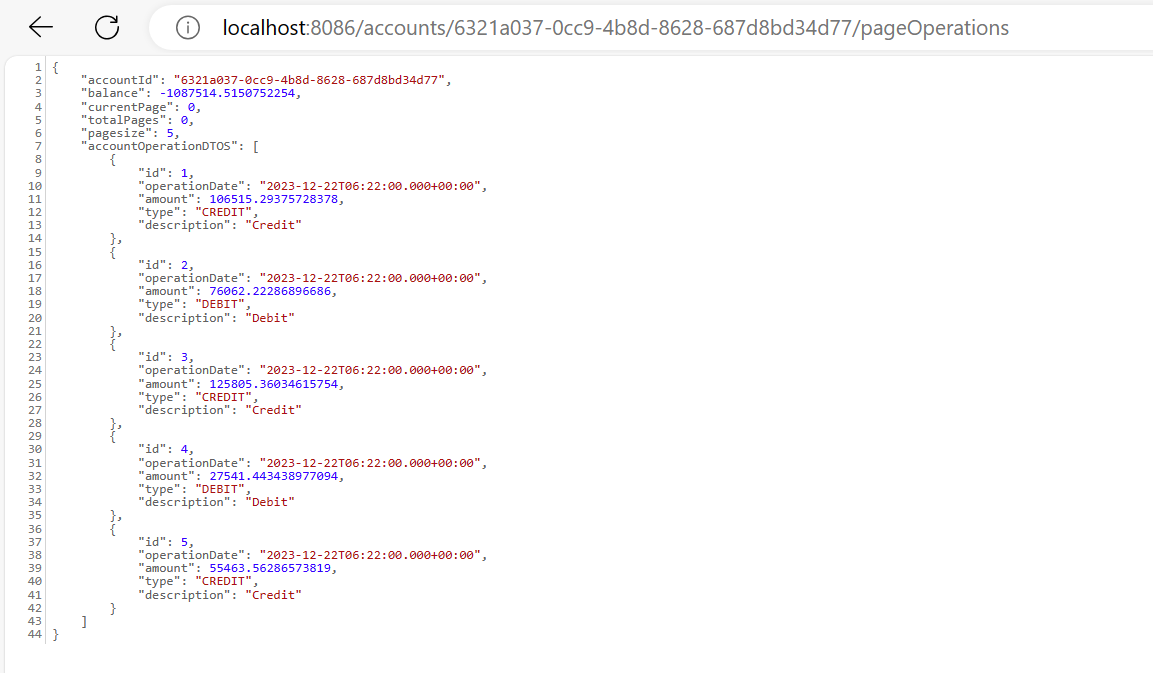 localhost:8086/accounts/6321a037-0cc9-4b8d-8628-687d8bd34d77/pageOperations
1 {
2 "accountId": "6321a037-0cc9-4b8d-8628-687d8bd34d77",
3 "balance": -1087514.5150752254,
4 "currentPage": 0,
5 "totalPages": 0,
6 "pagesize": 5,
7 "accountOperationDTOS": [
8 {
9 "id": 1,
10 "operationDate": "2023-12-22T06:22:00.000+00:00",
11 "amount": 106515.29375728378,
12 "type": "CREDIT",
13 "description": "Credit"
14 },
15 {
16 "id": 2,
17 "operationDate": "2023-12-22T06:22:00.000+00:00",
18 "amount": 76062.22286896686,
19 "type": "DEBIT",
20 "description": "Debit"
21 },
22 {
23 "id": 3,
24 "operationDate": "2023-12-22T06:22:00.000+00:00",
25 "amount": 125805.36034615754,
26 "type": "CREDIT",
27 "description": "Credit"
28 },
29 {
30 "id": 4,
31 "operationDate": "2023-12-22T06:22:00.000+00:00",
32 "amount": 27541.443438977094,
33 "type": "DEBIT",
34 "description": "Debit"
35 },
36 {
37 "id": 5,
38 "operationDate": "2023-12-22T06:22:00.000+00:00",
39 "amount": 55463.56286573819,
40 "type": "CREDIT",
41 "description": "Credit"
42 }
43 ]
44 }